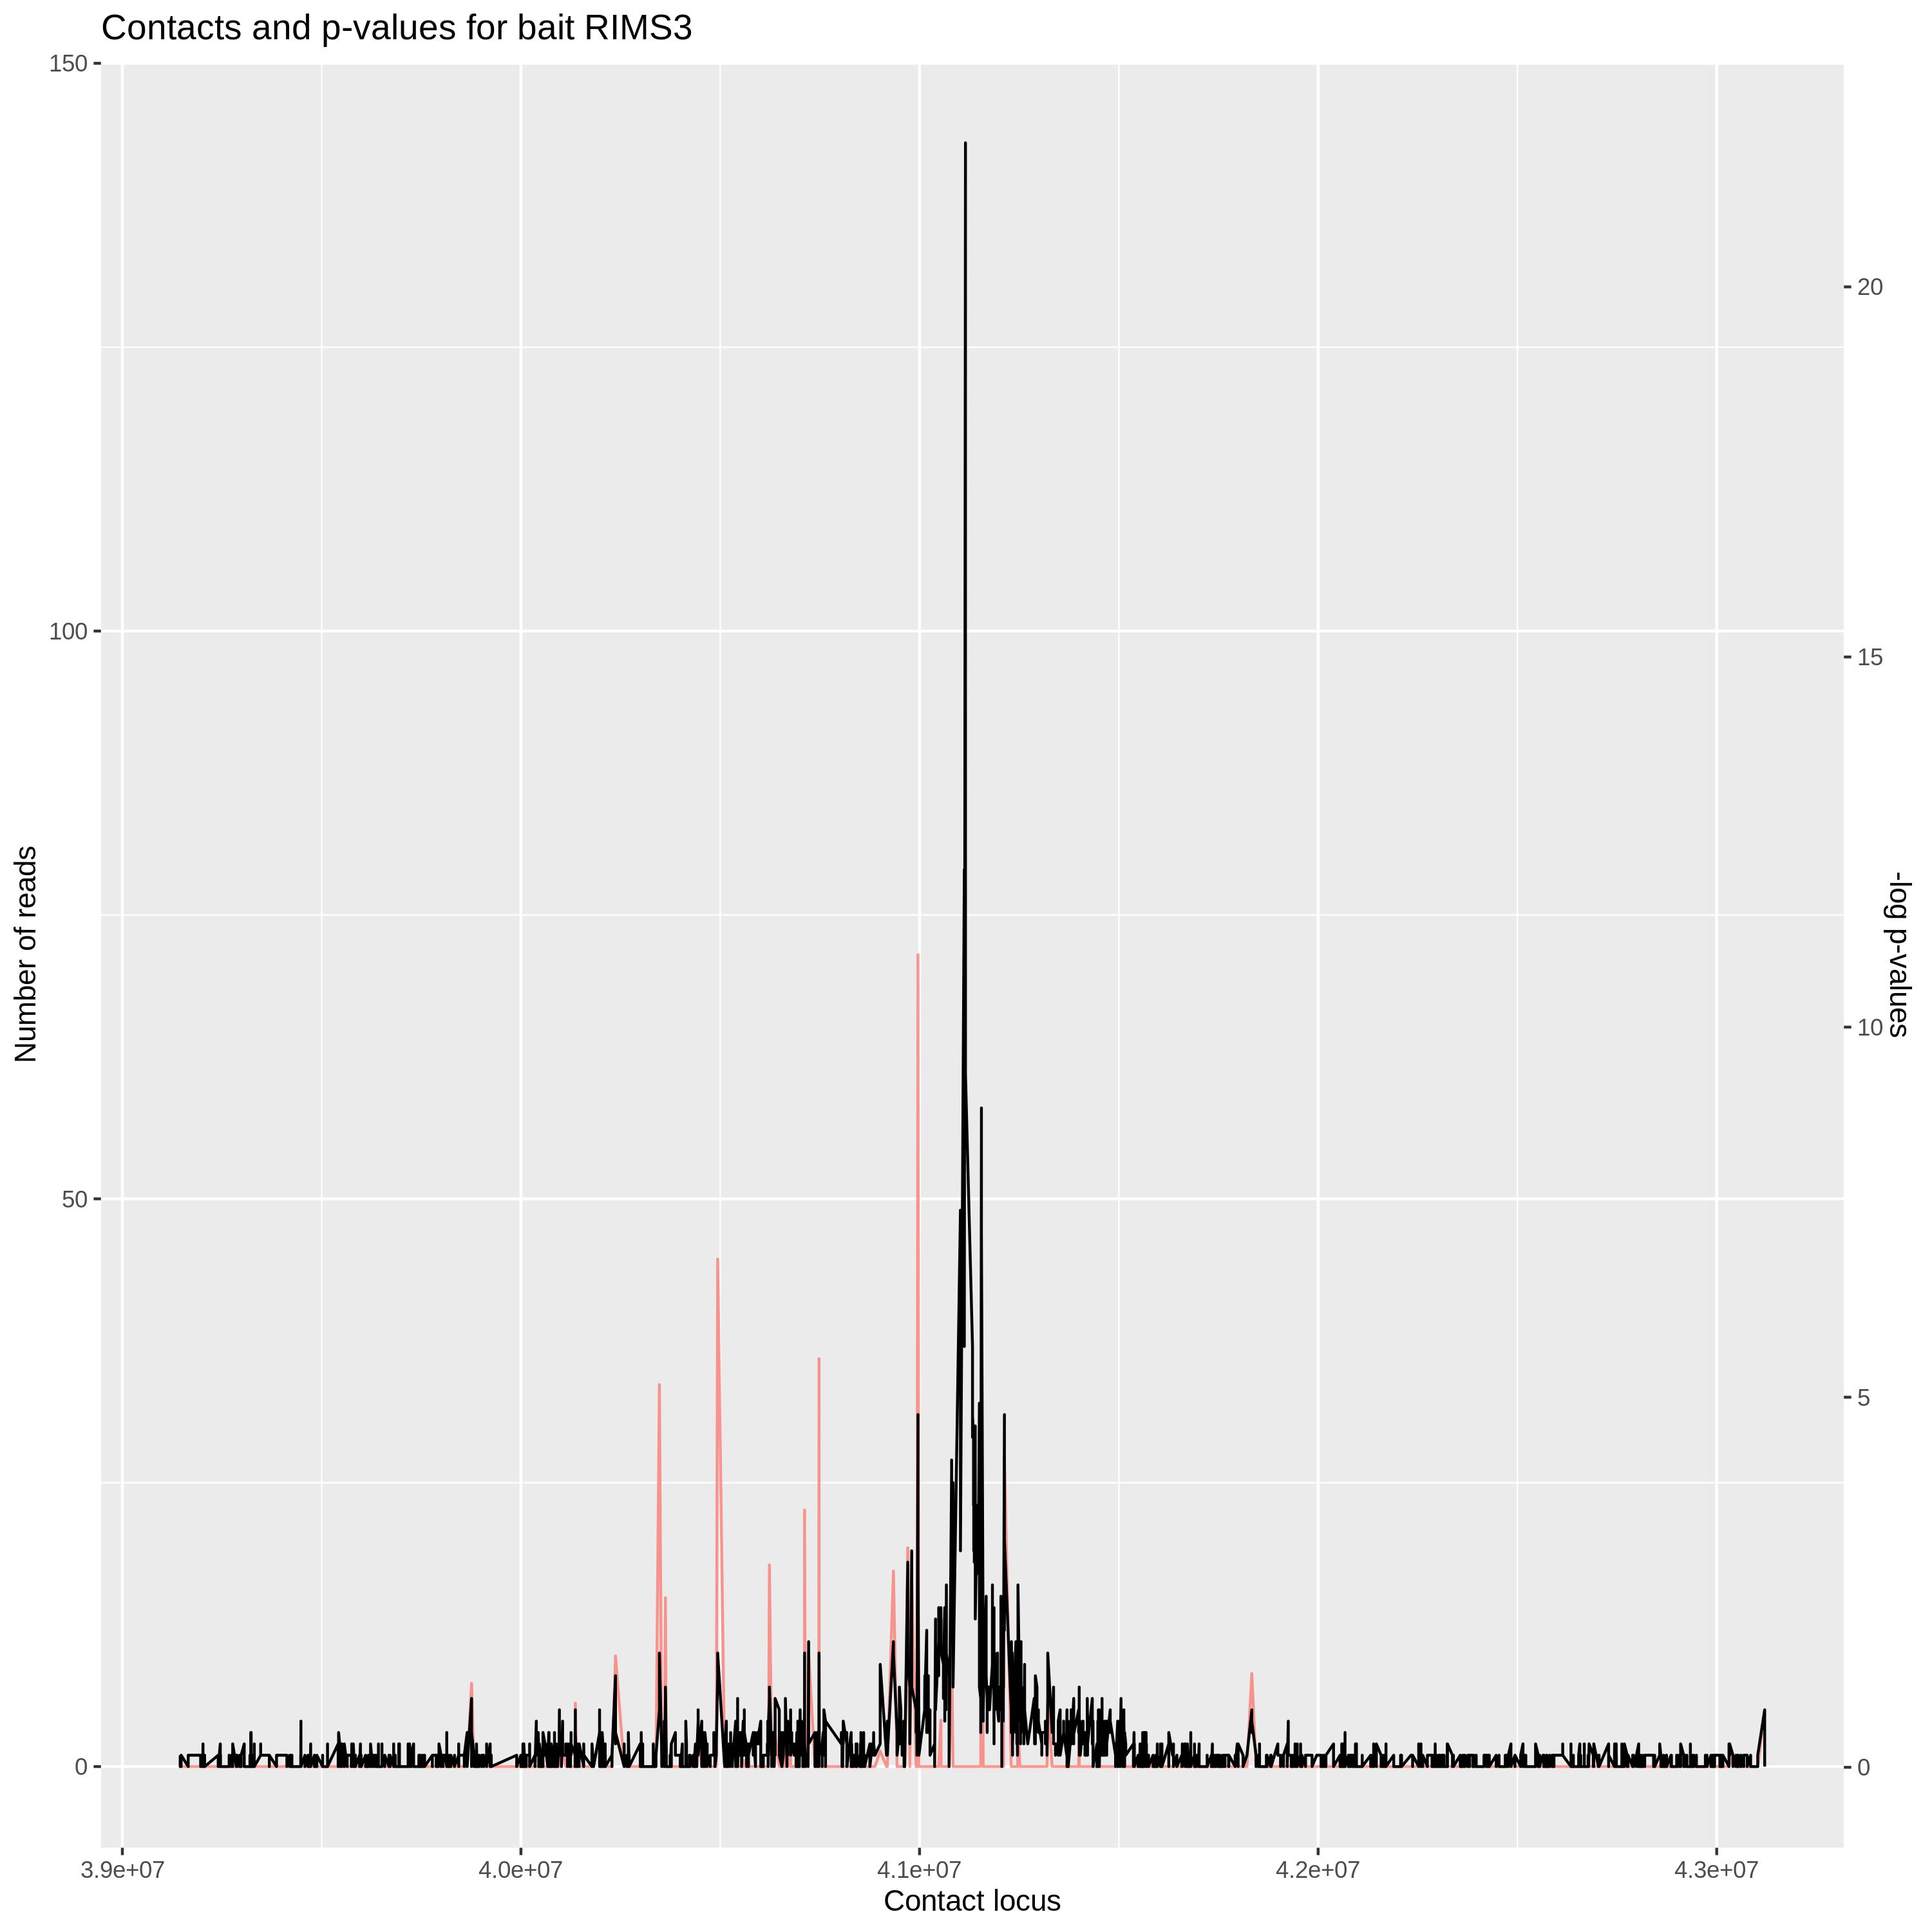 Contacts and p-values for bait RIMS3
150
100
50
0
Number of reads
20
15
10
5
0
-log p-values
3.9e+07 4.0e+07 4.1e+07 4.2e+07 4.3e+07
Contact locus